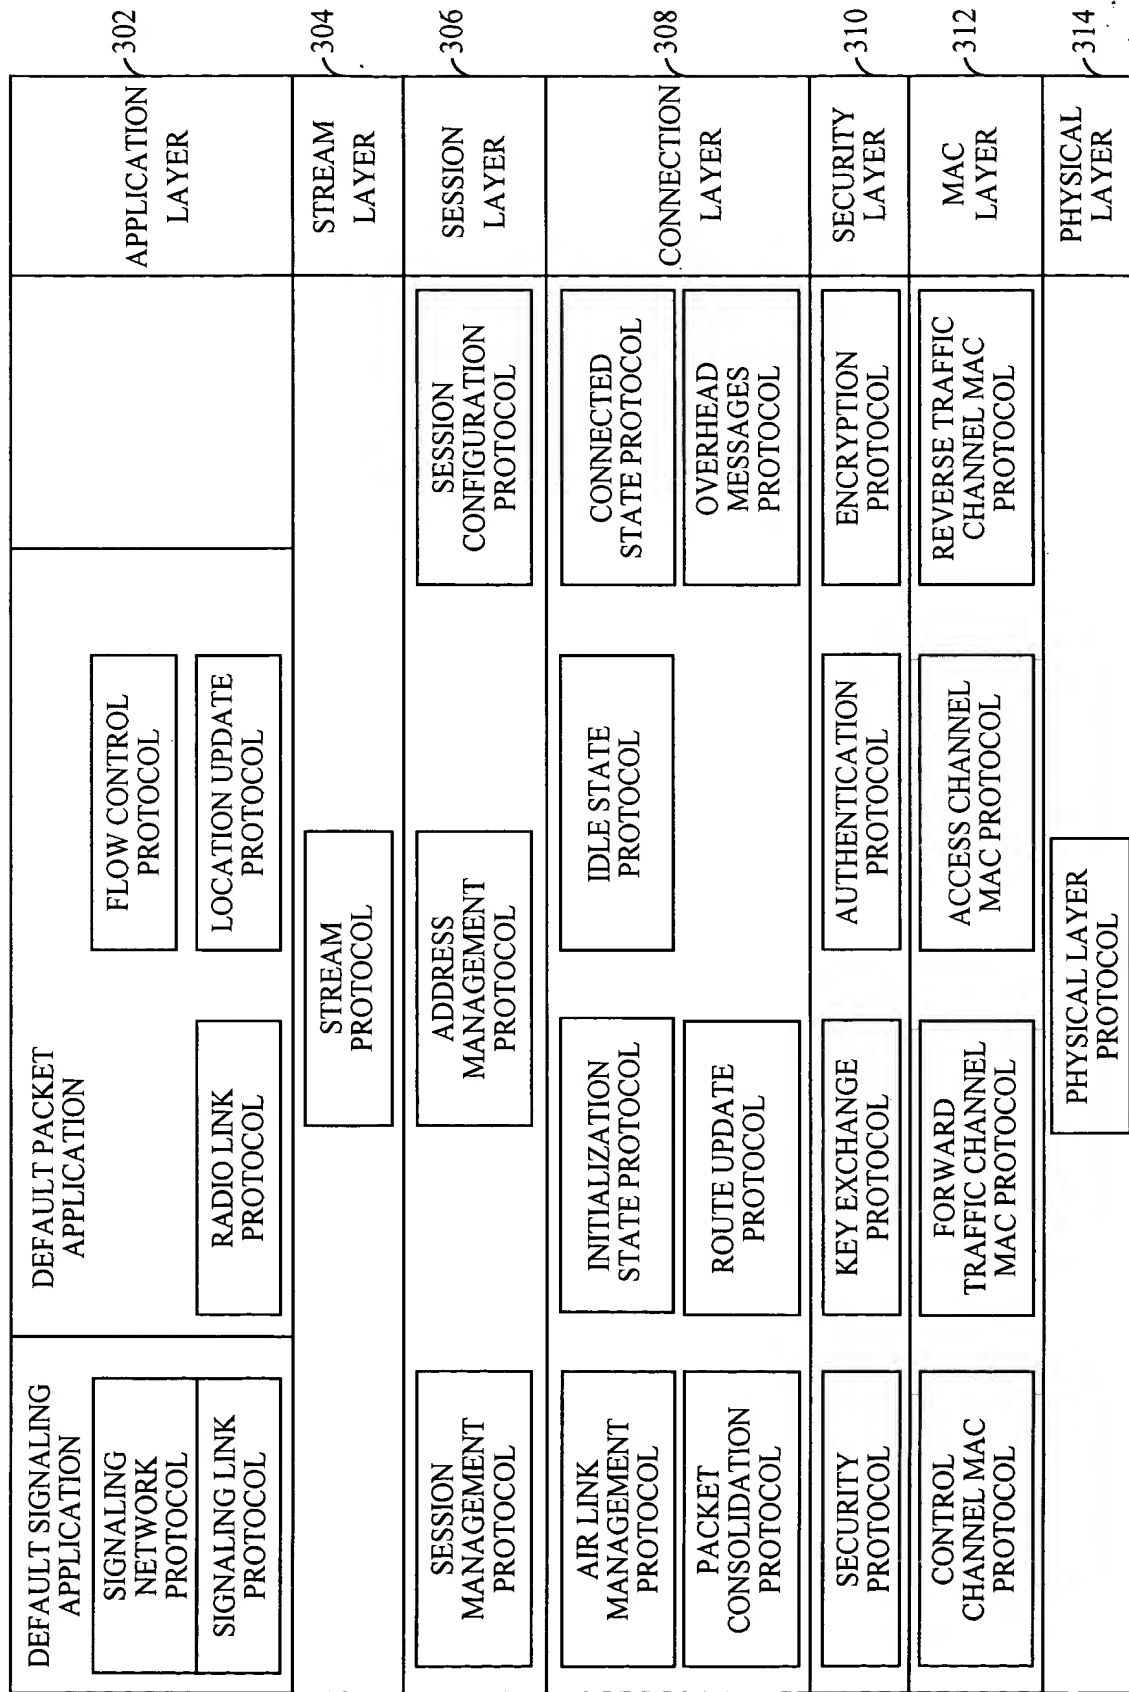 DEFAULT SIGNALING
APPLICATION
SIGNALING
NETWORK
PROTOCOL
SIGNALING LINK
PROTOCOL
DEFAULT PACKET
APPLICATION
RADIO LINK
PROTOCOL
FLOW CONTROL
PROTOCOL
LOCATION UPDATE
PROTOCOL
APPLICATION
LAYER
302
STREAM
PROTOCOL
STREAM
LAYER
304
SESSION
MANAGEMENT
PROTOCOL
ADDRESS
MANAGEMENT
PROTOCOL
SESSION
CONFIGURATION
PROTOCOL
SESSION
LAYER
306
AIR LINK
MANAGEMENT
PROTOCOL
INITIALIZATION
STATE PROTOCOL
IDLE STATE
PROTOCOL
CONNECTED
STATE PROTOCOL
PACKET
CONSOLIDATION
PROTOCOL
ROUTE UPDATE
PROTOCOL
OVERHEAD
MESSAGES
PROTOCOL
CONNECTION
LAYER
308
SECURITY
PROTOCOL
KEY EXCHANGE
PROTOCOL
AUTHENTICATION
PROTOCOL
ENCRYPTION
PROTOCOL
SECURITY
LAYER
310
CONTROL
CHANNEL MAC
PROTOCOL
FORWARD
TRAFFIC CHANNEL
MAC PROTOCOL
ACCESS CHANNEL
MAC PROTOCOL
REVERSE TRAFFIC
CHANNEL MAC
PROTOCOL
MAC
LAYER
312
PHYSICAL LAYER
PROTOCOL
PHYSICAL
LAYER
314